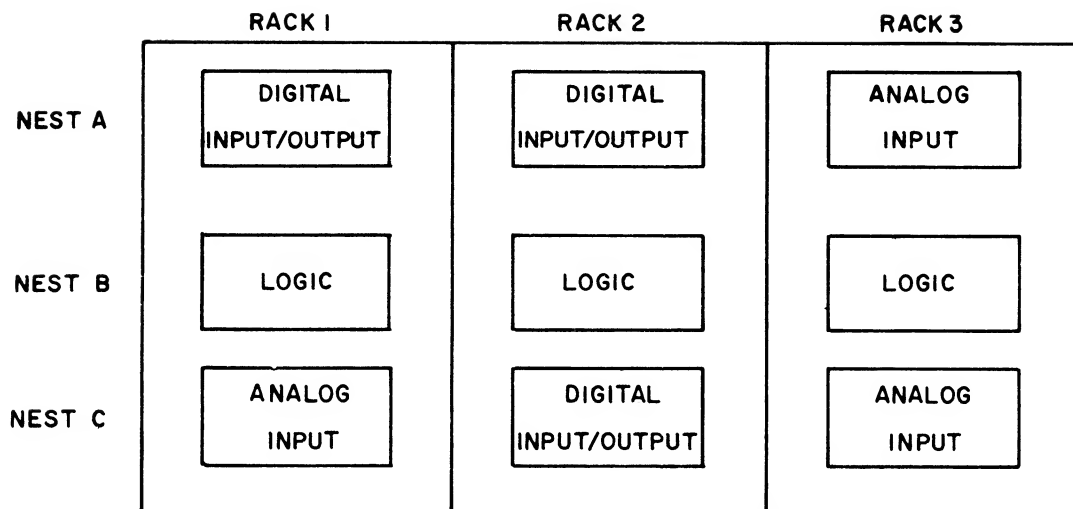 RACK 1 RACK 2 RACK 3
NEST A
DIGITAL INPUT/OUTPUT
DIGITAL INPUT/OUTPUT
ANALOG INPUT
NEST B
LOGIC
LOGIC
LOGIC
NEST C
ANALOG INPUT
DIGITAL INPUT/OUTPUT
ANALOG INPUT